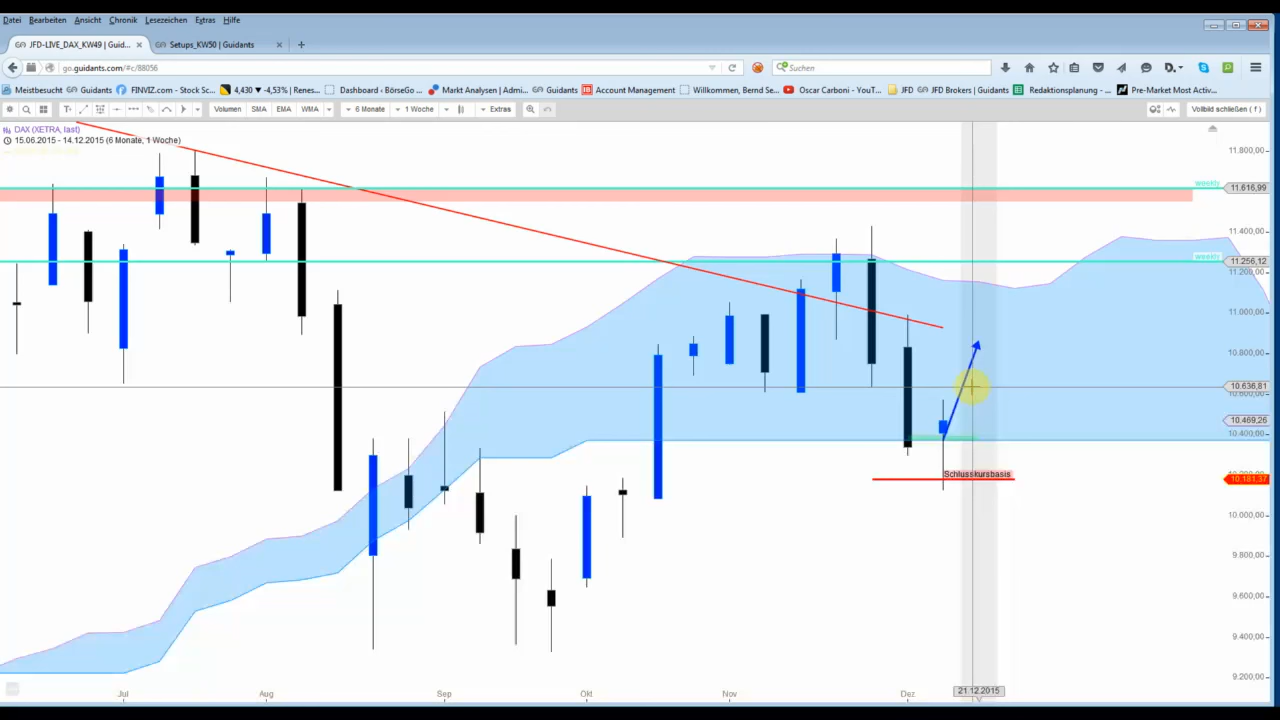 Datei Bearbeiten Ansicht Chronik Lesezeichen Extras Hilfe
JFD-LIVE_DAX_KW49 | Guid... × Setups_KW50 | Guidants × +
go.guidants.com/#c/88056 Suchen
Meistbesucht Guidants FINVIZ.com - Stock Sc... 4,430 ▼ -4,53% | Renes... Dashboard ‹ BörseGo ... Markt Analysen | Admi... Guidants Account Management Willkommen, Bernd Se... Oscar Carboni - YouT... JFD JFD Brokers | Guidants Redaktionsplanung - ... Pre-Market Most Activ...
Volumen SMA EMA WMA 6 Monate 1 Woche Extras Vollbild schließen ( f )
DAX (XETRA, last)
15.06.2015 - 14.12.2015 (6 Monate, 1 Woche)
11.800,00
weekly 11.616,99
11.400,00
weekly 11.256,12
11.200,00
11.000,00
10.800,00
10.636,81
10.600,00
10.469,26
10.400,00
Schlusskursbasis
10.181,37
10.000,00
9.800,00
9.600,00
9.400,00
9.200,00
Jul Aug Sep Okt Nov Dez 21.12.2015